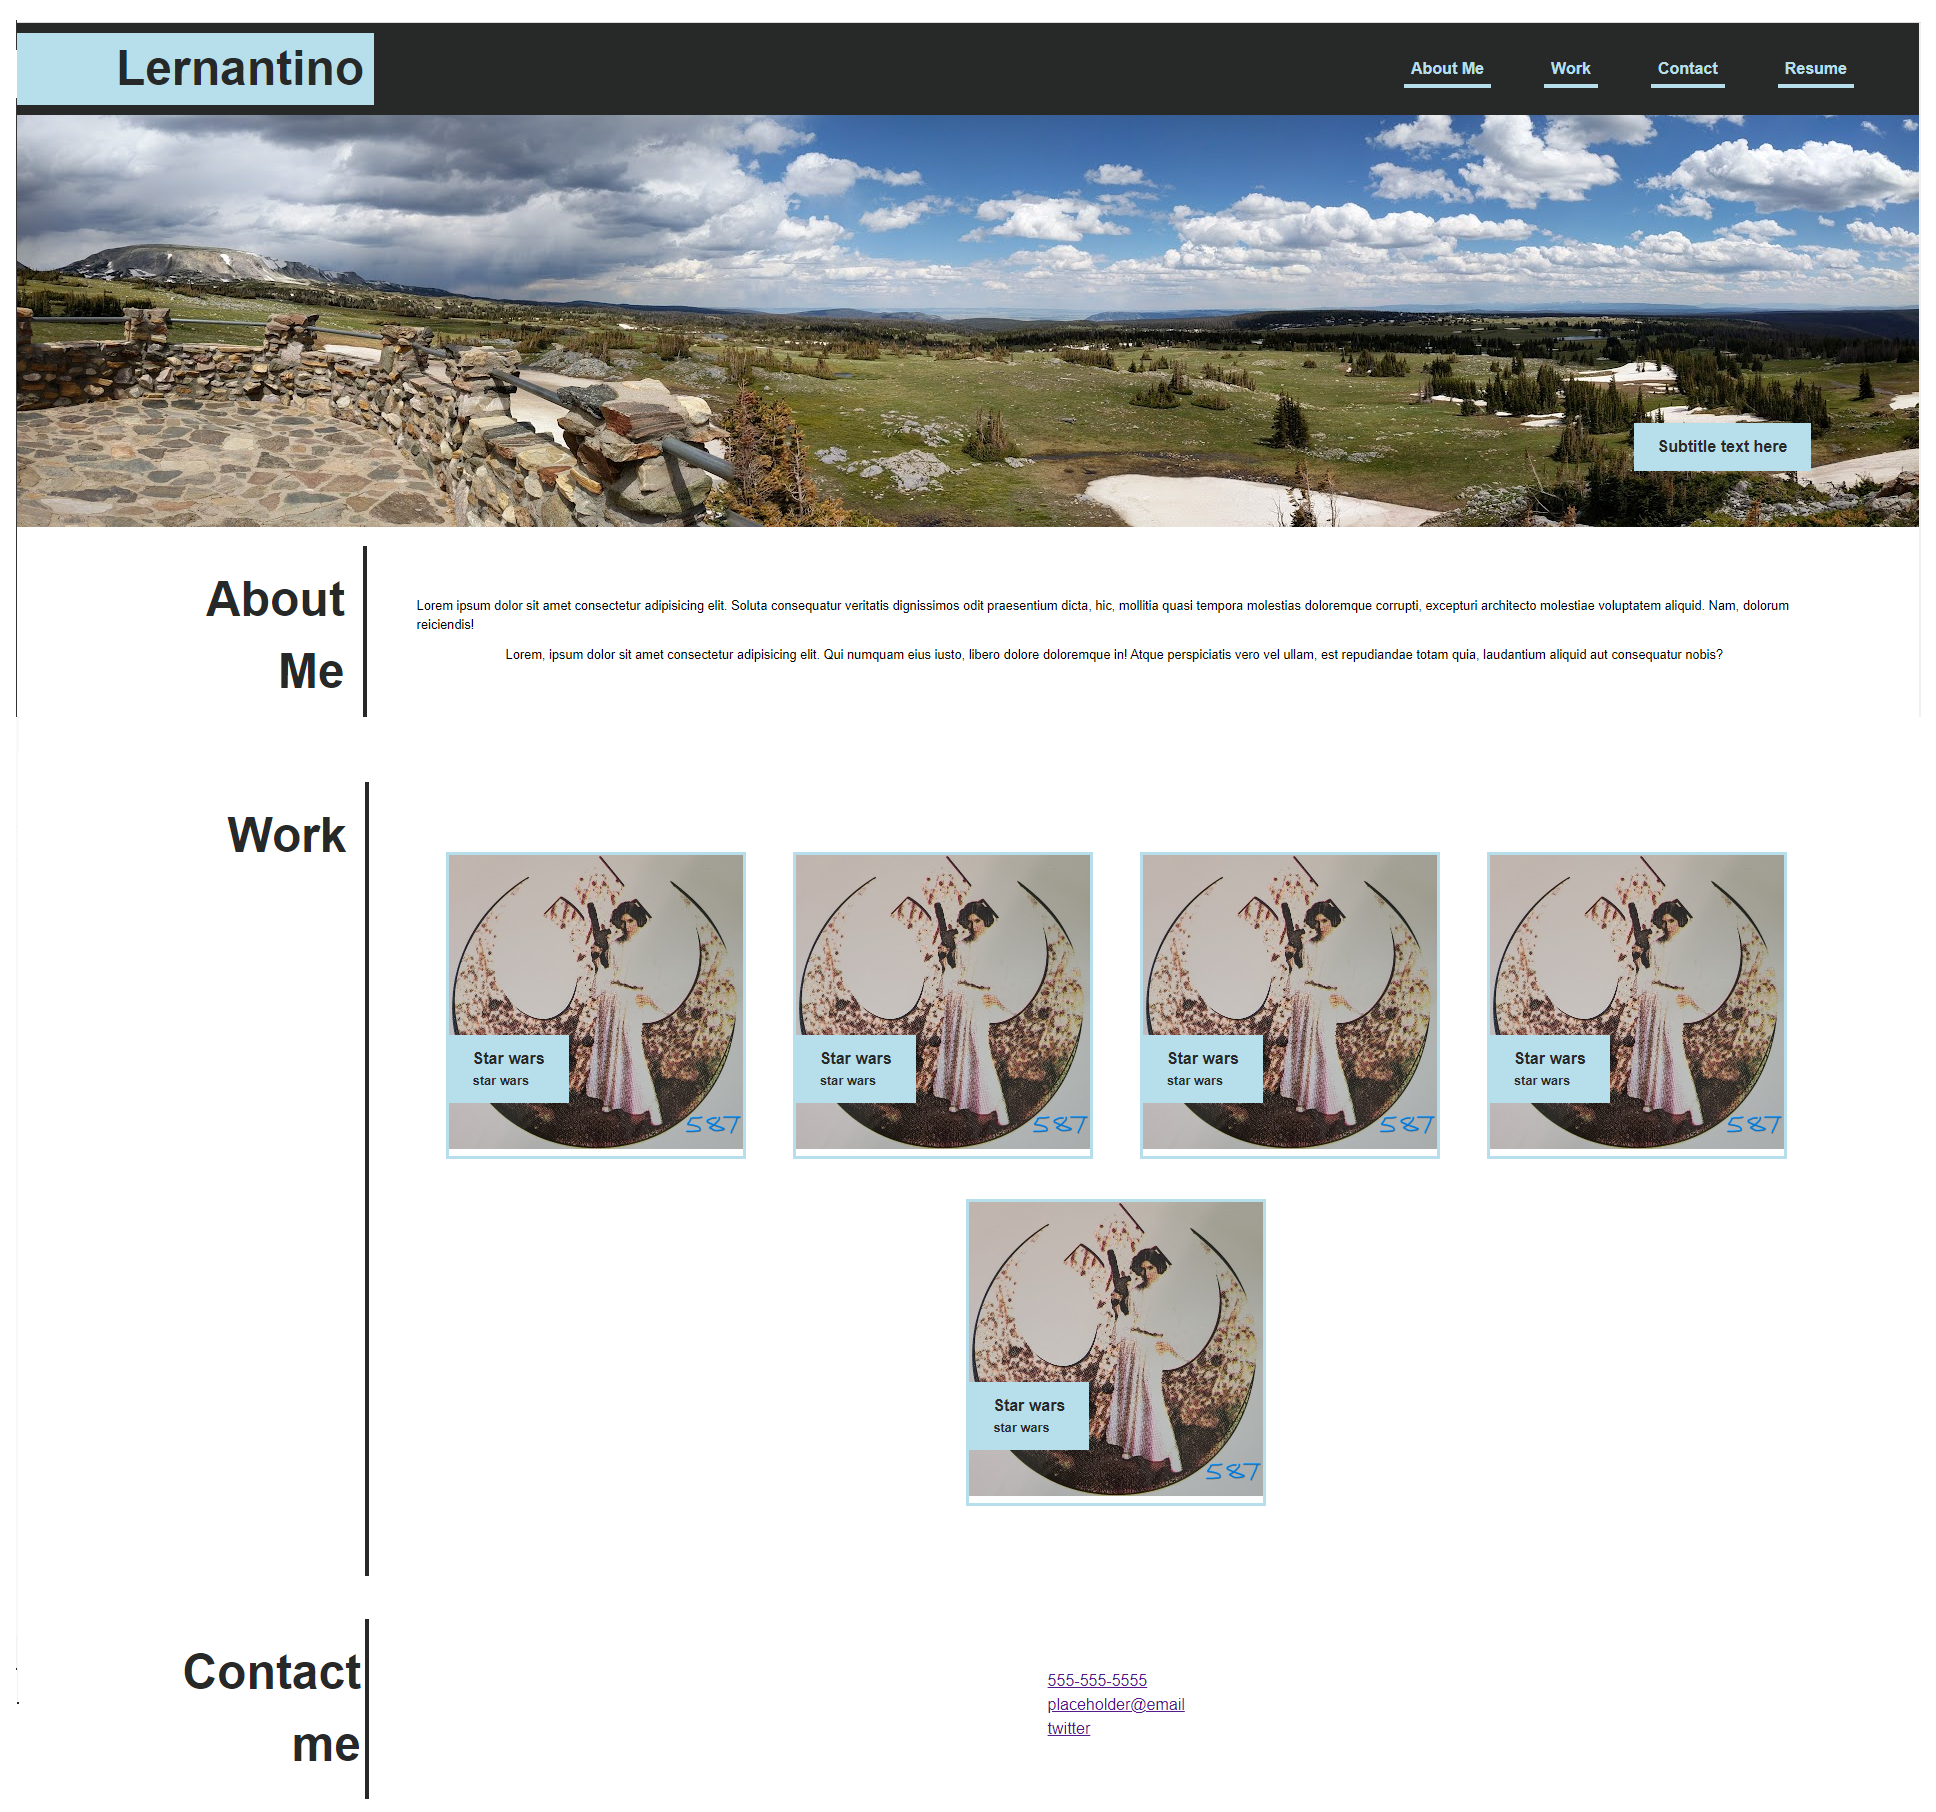 Lernantino
About Me
Work
Contact
Resume
Subtitle text here
About
Me
Lorem ipsum dolor sit amet consectetur adipisicing elit. Soluta consequatur veritatis dignissimos odit praesentium dicta, hic, mollitia quasi tempora molestias doloremque corrupti, excepturi architecto molestiae voluptatem aliquid. Nam, dolorum
reiciendis!
Lorem, ipsum dolor sit amet consectetur adipisicing elit. Qui numquam eius iusto, libero dolore doloremque in! Atque perspiciatis vero vel ullam, est repudiandae totam quia, laudantium aliquid aut consequatur nobis?
Work
Star wars
star wars
587
Star wars
star wars
587
Star wars
star wars
587
Star wars
star wars
587
Star wars
star wars
587
Contact
me
555-555-5555
placeholder@email
twitter